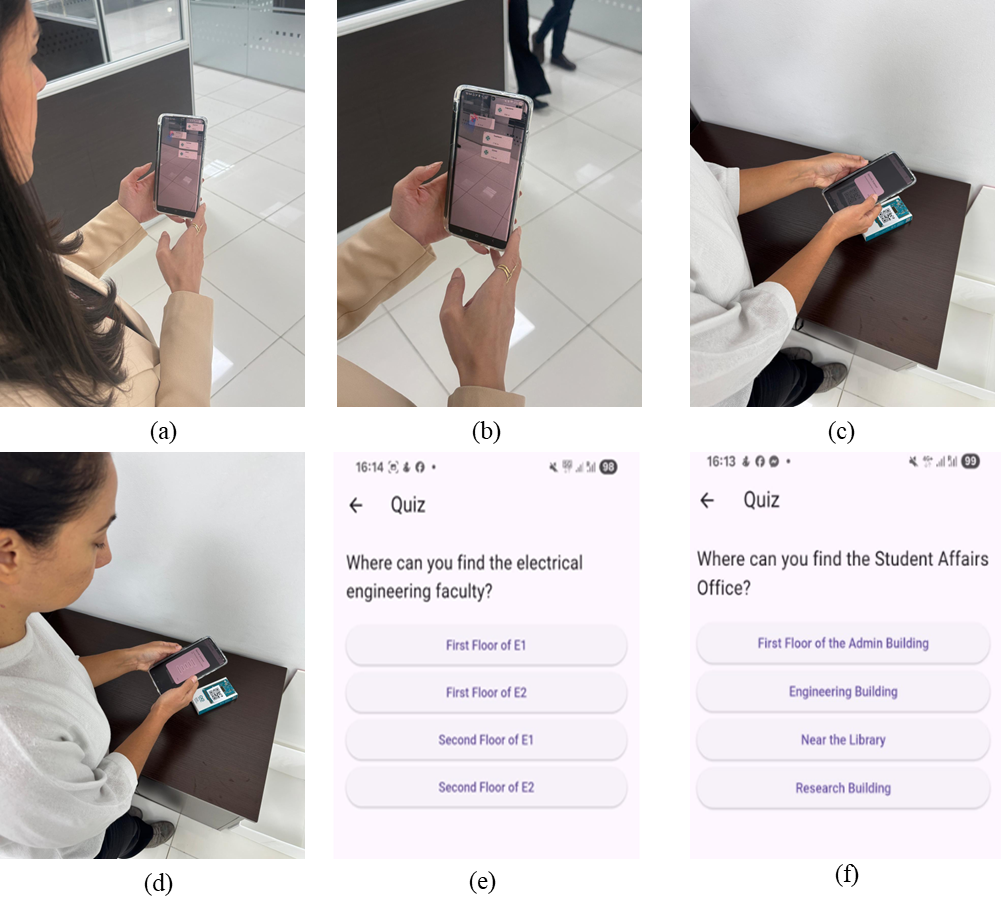 (a)
(b)
(c)
16:14
98
Quiz
Where can you find the electrical
engineering faculty?
First Floor of E1
First Floor of E2
Second Floor of E1
Second Floor of E2
16:13
99
Quiz
Where can you find the Student Affairs
Office?
First Floor of the Admin Building
Engineering Building
Near the Library
Research Building
(d)
(e)
(f)